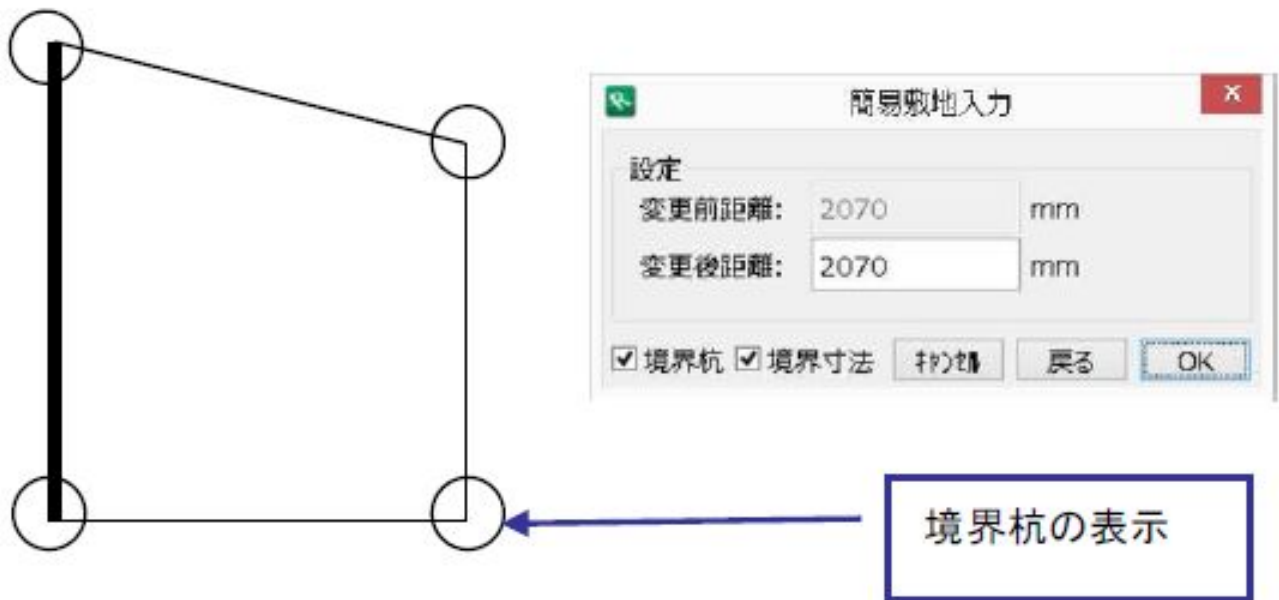 簡易敷地入力
設定
変更前距離: 2070 mm
変更後距離: 2070 mm
境界杭 境界寸法 ｷｬﾝｾﾙ 戻る OK
境界杭の表示